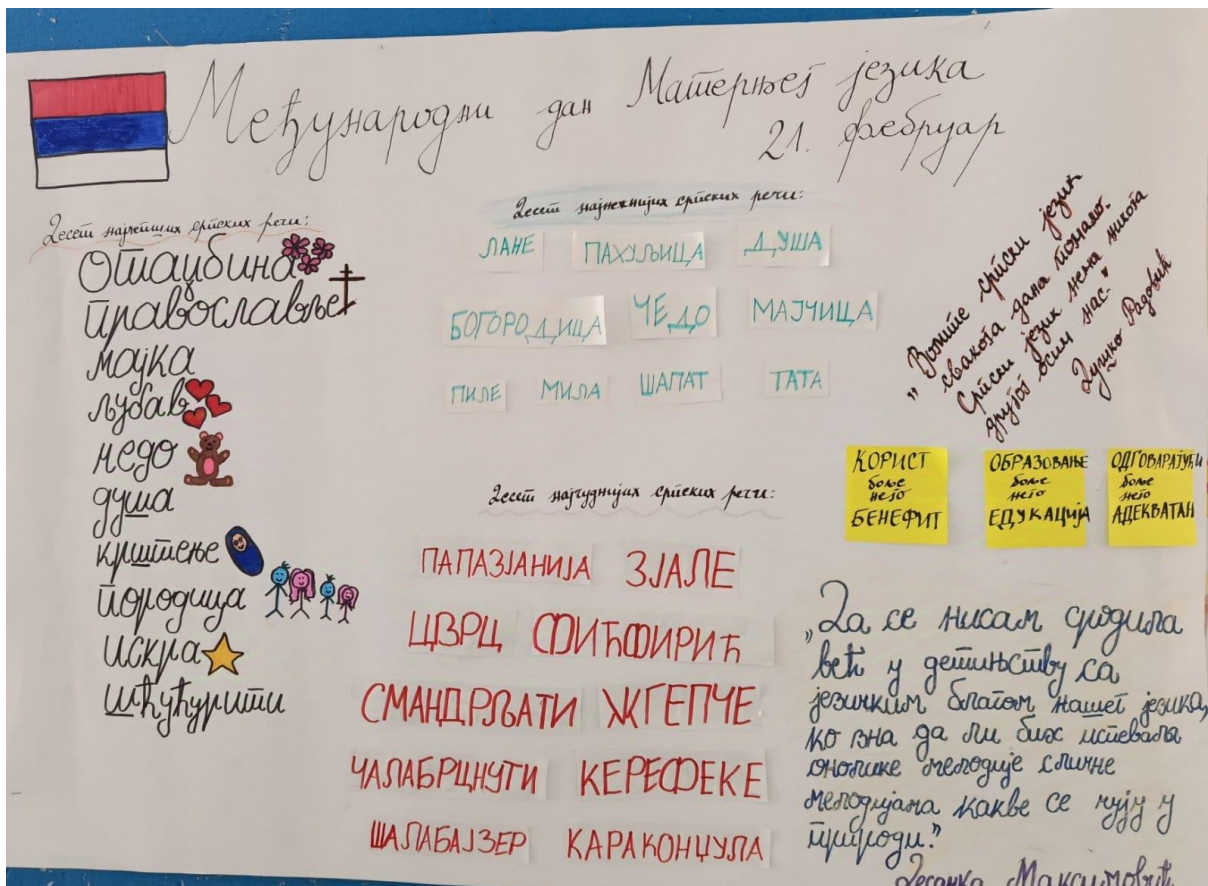 Међународни дан Матерњег језика
21. фебруар
Десет најлепших српских речи:
отаџбина
православље
мајка
љубав
чедо
душа
крштење
породица
искра
шћућурити
Десет најнежнијих српских речи:
ЛАНЕ ПАХУЉИЦА ДУША
БОГОРОДИЦА ЧЕДО МАЈЧИЦА
ПИЛЕ МИЛА ШАПАТ ТАТА
Десет најчуднијих српских речи:
ПАПАЗЈАНИЈА ЗЈАЛЕ
ЦВРЦ ФИЋФИРИЋ
СМАНДРЉАТИ ЖГЕПЧЕ
ЧАЛАБРЦНУТИ КЕРЕФЕКЕ
ШАЛАБАЈЗЕР КАРАКОНЏУЛА
„Волите српски језик
сваког дана помало.
Српски језик нема никога
другог осим нас."
Душко Радовић
КОРИСТ
боље
него
БЕНЕФИТ
ОБРАЗОВАЊЕ
боље
него
ЕДУКАЦИЈА
ОДГОВАРАЈУЋИ
боље
него
АДЕКВАТАН
„Да се нисам сродила
већ у детињству са
језичким благом нашег језика,
ко зна да ли бих испевала
онолике мелодије сличне
мелодијама какве се чују у
природи?"
Десанка Максимовић